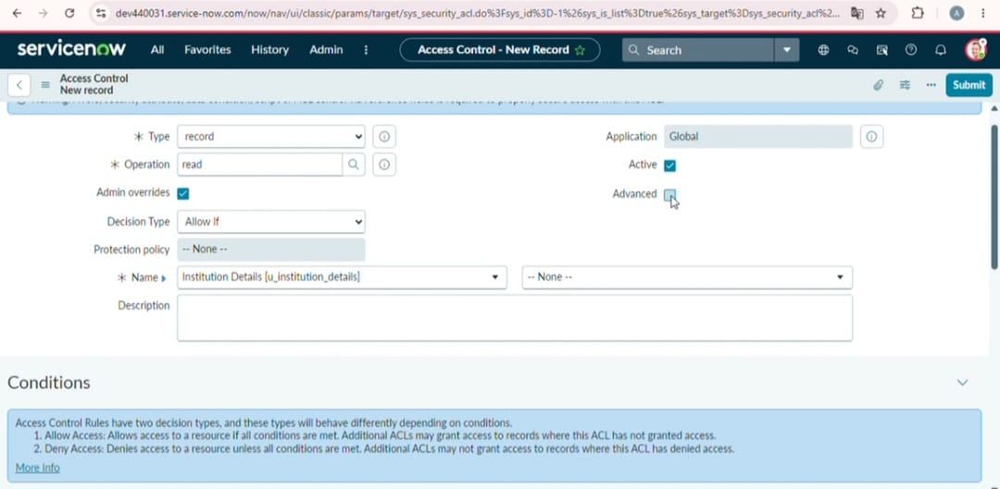 dev440031.service-now.com/now/nav/ui/classic/params/target/sys_security_acl.do%3Fsys_id%3D-1%26sys_is_list%3Dtrue%26sys_target%3Dsys_security_acl%2...
A
servicenow All Favorites History Admin Access Control - New Record Search
Access Control
New record
Submit
Type record
Application Global
Operation read
Active
Admin overrides
Advanced
Decision Type Allow If
Protection policy -- None --
Name Institution Details [u_institution_details] -- None --
Description
Conditions
Access Control Rules have two decision types, and these types will behave differently depending on conditions.
1. Allow Access: Allows access to a resource if all conditions are met. Additional ACLs may grant access to records where this ACL has not granted access.
2. Deny Access: Denies access to a resource unless all conditions are met. Additional ACLs may not grant access to records where this ACL has denied access.
More Info